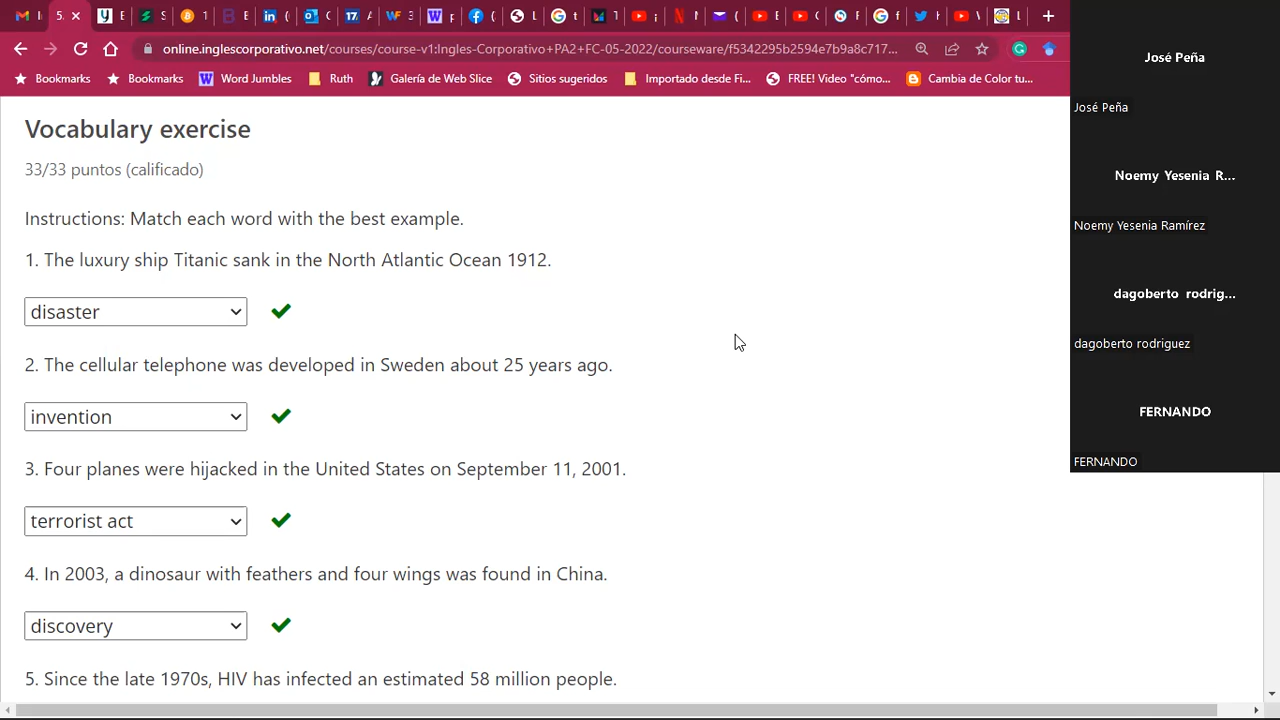 5.
online.inglescorporativo.net/courses/course-v1:Ingles-Corporativo+PA2+FC-05-2022/courseware/f5342295b2594e7b9a8c717...
Bookmarks
Bookmarks
Word Jumbles
Ruth
Galería de Web Slice
Sitios sugeridos
Importado desde Fi...
FREE! Video "cómo...
Cambia de Color tu...
Vocabulary exercise
33/33 puntos (calificado)
Instructions: Match each word with the best example.
1. The luxury ship Titanic sank in the North Atlantic Ocean 1912.
disaster
2. The cellular telephone was developed in Sweden about 25 years ago.
invention
3. Four planes were hijacked in the United States on September 11, 2001.
terrorist act
4. In 2003, a dinosaur with feathers and four wings was found in China.
discovery
5. Since the late 1970s, HIV has infected an estimated 58 million people.
José Peña
José Peña
Noemy Yesenia R...
Noemy Yesenia Ramírez
dagoberto rodrig...
dagoberto rodriguez
FERNANDO
FERNANDO